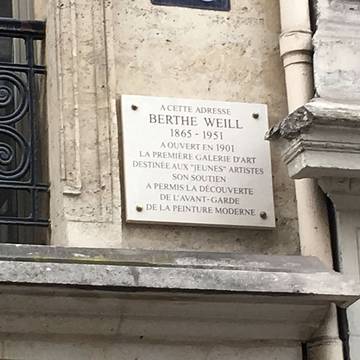 A CETTE ADRESSE
BERTHE WEILL
1865 - 1951
A OUVERT EN 1901
LA PREMIÈRE GALERIE D'ART
DESTINÉE AUX "JEUNES" ARTISTES
SON SOUTIEN
A PERMIS LA DÉCOUVERTE
DE L'AVANT-GARDE
DE LA PEINTURE MODERNE